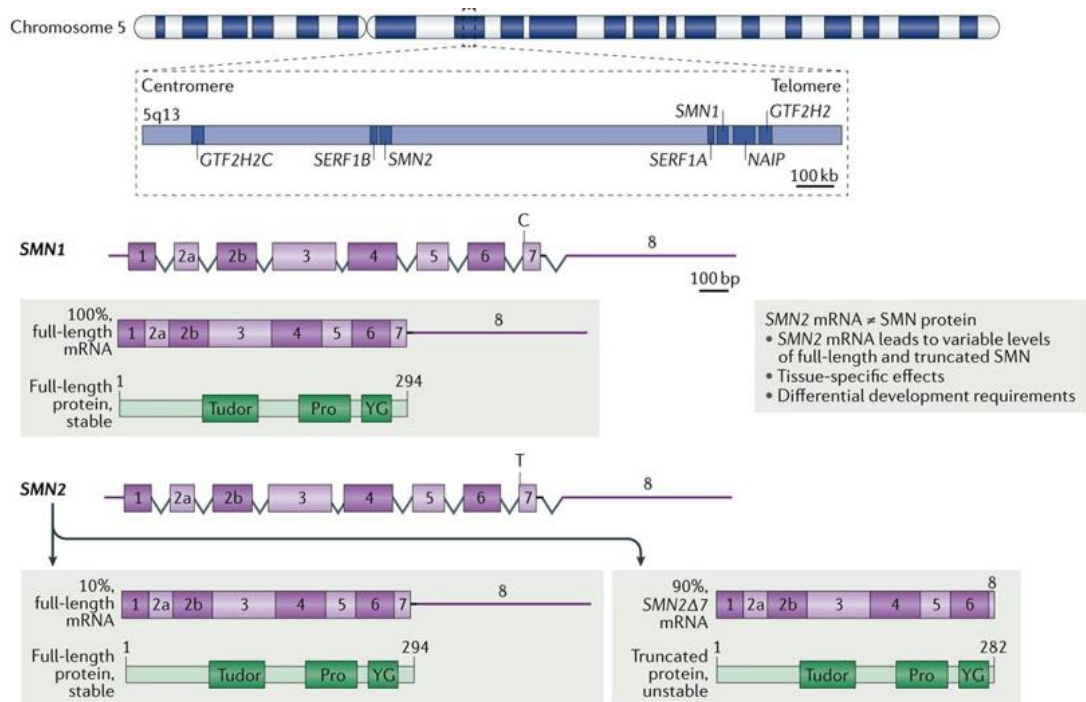 Chromosome 5
Centromere
Telomere
5q13
SMN1
GTF2H2
GTF2H2C
SERF1B
SMN2
SERF1A
NAIP
100 kb
C
SMN1
1 2a 2b 3 4 5 6 7
8
100 bp
100%,
full-length
mRNA
1 2a 2b 3 4 5 6 7
8
Full-length
protein,
stable
1
294
Tudor
Pro
YG
SMN2 mRNA ≠ SMN protein
• SMN2 mRNA leads to variable levels
of full-length and truncated SMN
• Tissue-specific effects
• Differential development requirements
T
SMN2
1 2a 2b 3 4 5 6 7
8
10%,
full-length
mRNA
1 2a 2b 3 4 5 6 7
8
Full-length
protein,
stable
1
294
Tudor
Pro
YG
90%,
SMN2Δ7
mRNA
1 2a 2b 3 4 5 6
8
Truncated
protein,
unstable
1
282
Tudor
Pro
YG